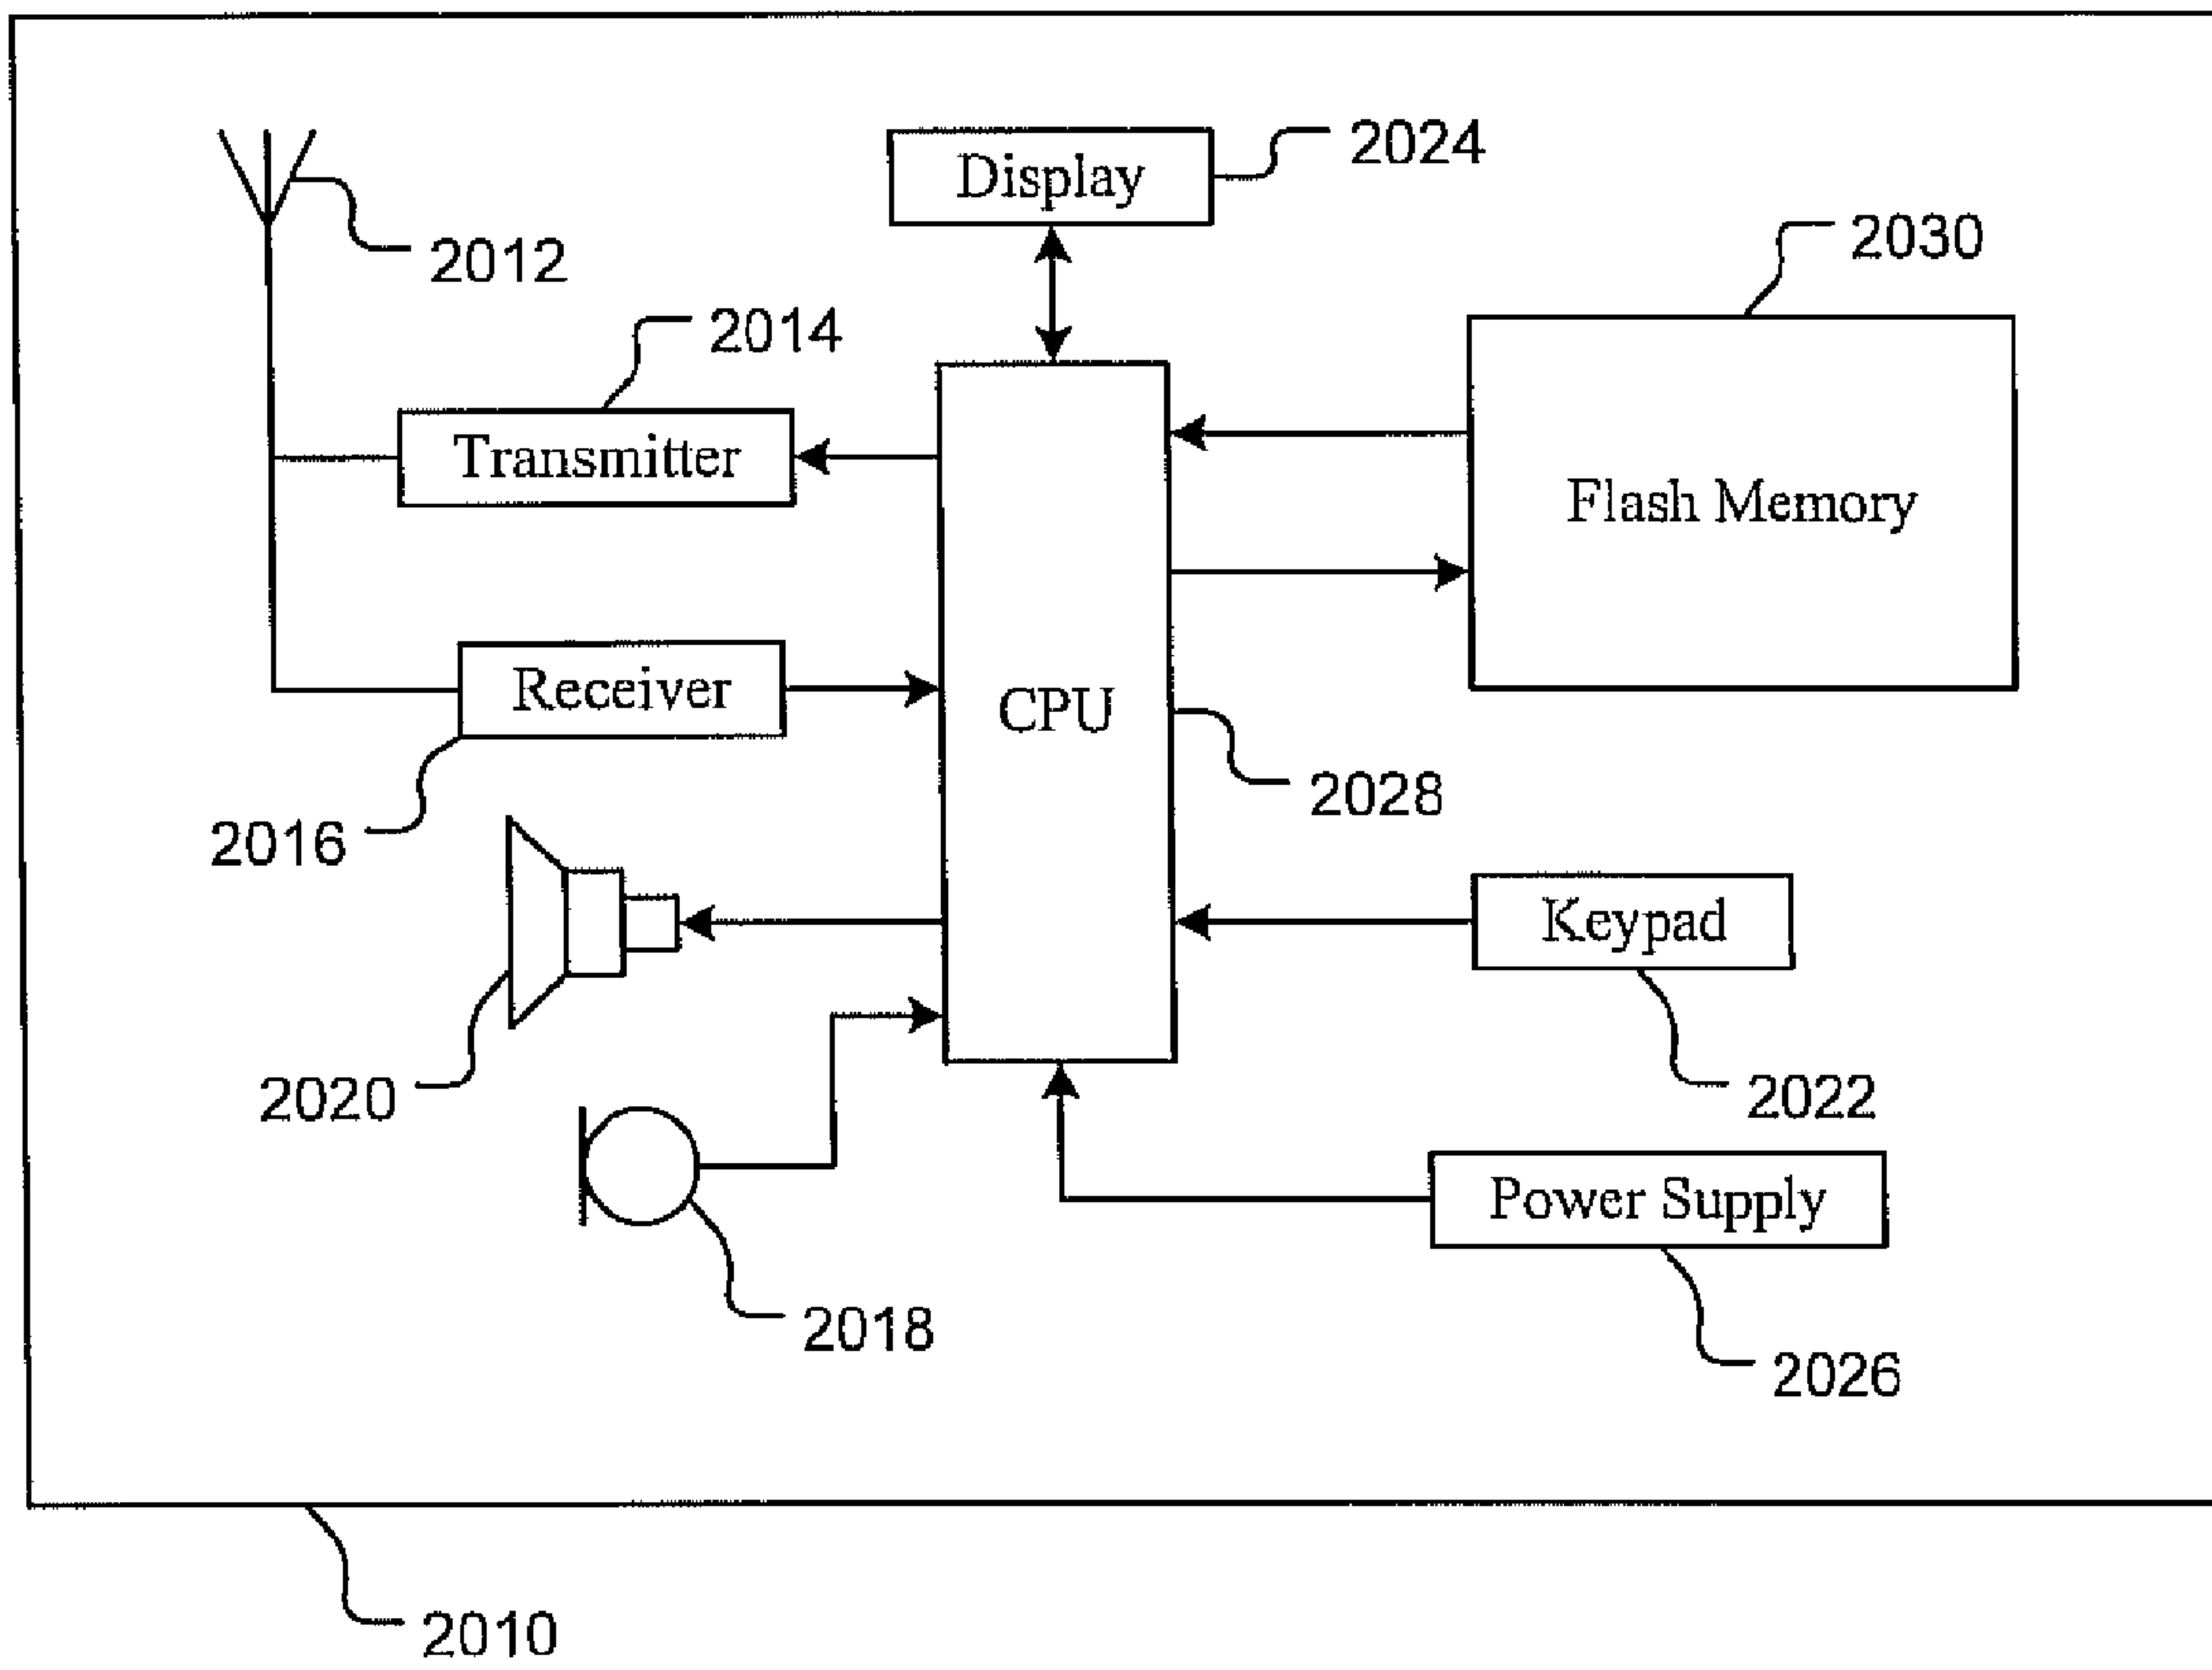 Display
2024
2030
2012
2014
Transmitter
Flash Memory
Receiver
CPU
2028
2016
Keypad
2020
2022
Power Supply
2018
2026
2010